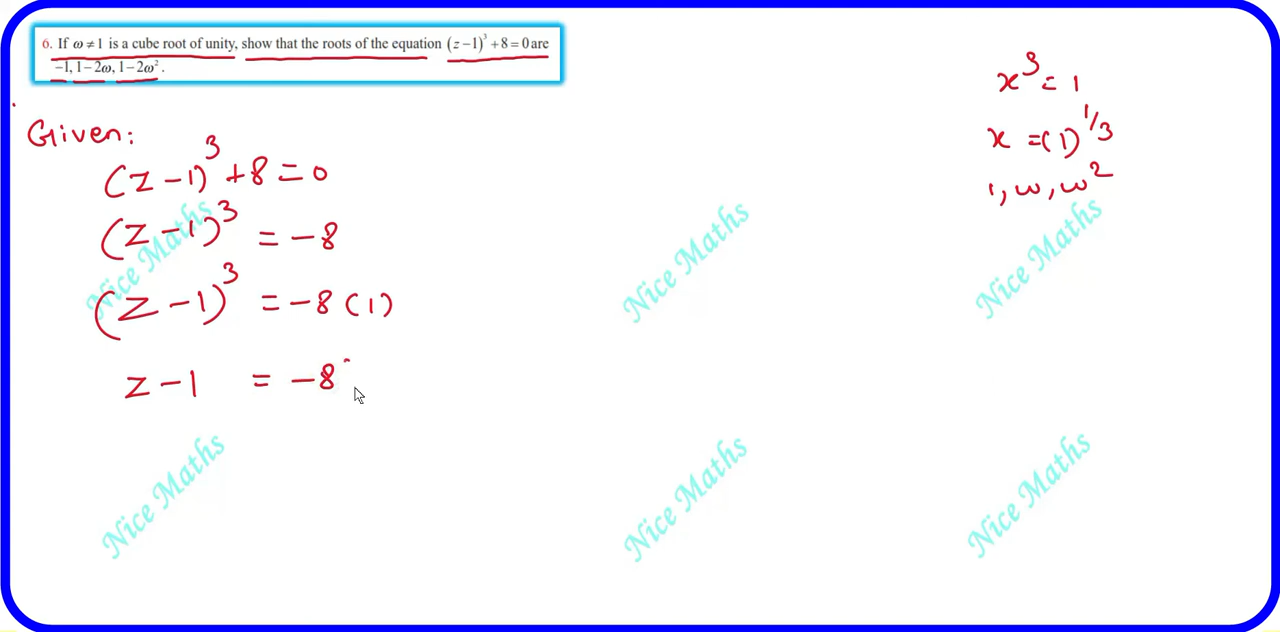 6. If ω ≠ 1 is a cube root of unity, show that the roots of the equation (z−1)³ + 8 = 0 are
−1, 1−2ω, 1−2ω².
Given:
(z −1)³ +8 = 0
(z −1)³ = −8
(z −1)³ = −8 (1)
z −1 = −8
x³ = 1
x = (1)^1/3
1, ω, ω²
Nice Maths
Nice Maths
Nice Maths
Nice Maths
Nice Maths
Nice Maths